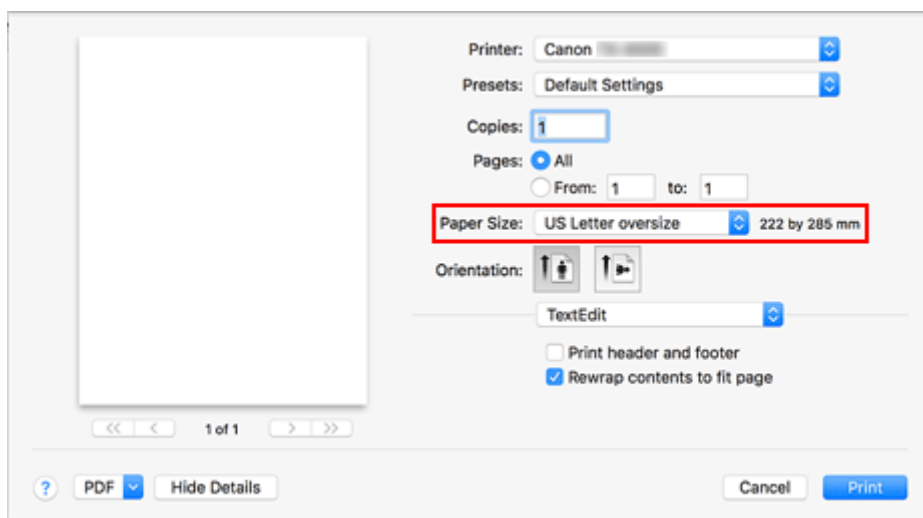 Printer: Canon
Presets: Default Settings
Copies: 1
Pages: All
From: 1 to: 1
Paper Size: US Letter oversize 222 by 285 mm
Orientation:
TextEdit
Print header and footer
Rewrap contents to fit page
<< < 1 of 1 > >>
? PDF Hide Details Cancel Print